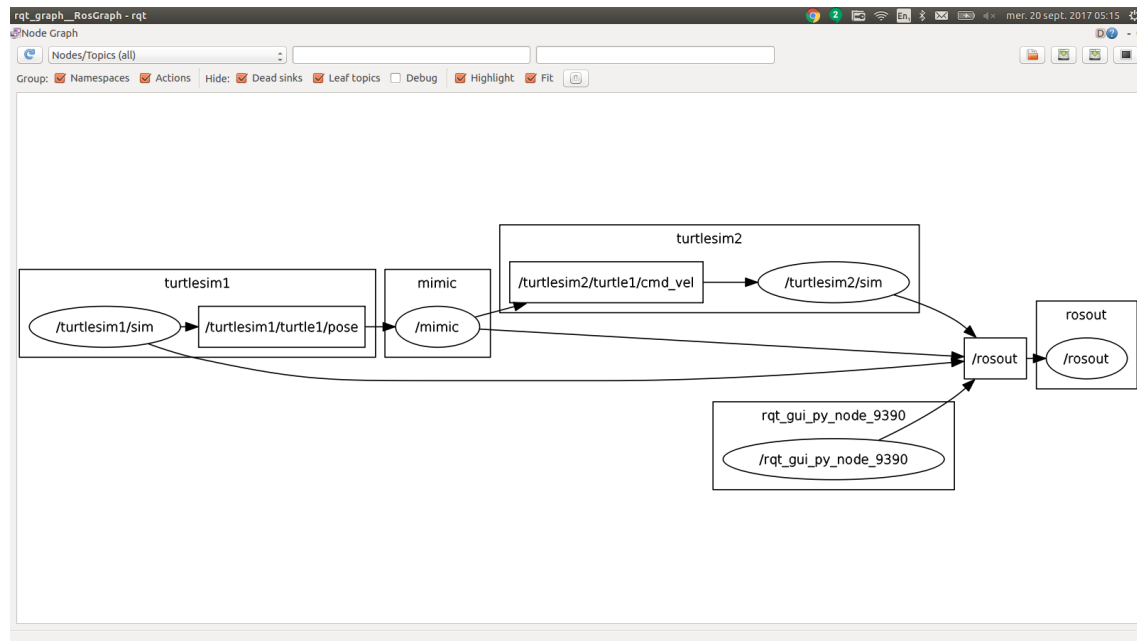 rqt_graph__RosGraph - rqt
2
En
mer. 20 sept. 2017 05:15
Node Graph
D ? -
Nodes/Topics (all)
Group: Namespaces Actions Hide: Dead sinks Leaf topics Debug Highlight Fit
turtlesim2
turtlesim1
mimic
/turtlesim2/turtle1/cmd_vel
/turtlesim2/sim
rosout
/turtlesim1/sim
/turtlesim1/turtle1/pose
/mimic
/rosout
/rosout
rqt_gui_py_node_9390
/rqt_gui_py_node_9390